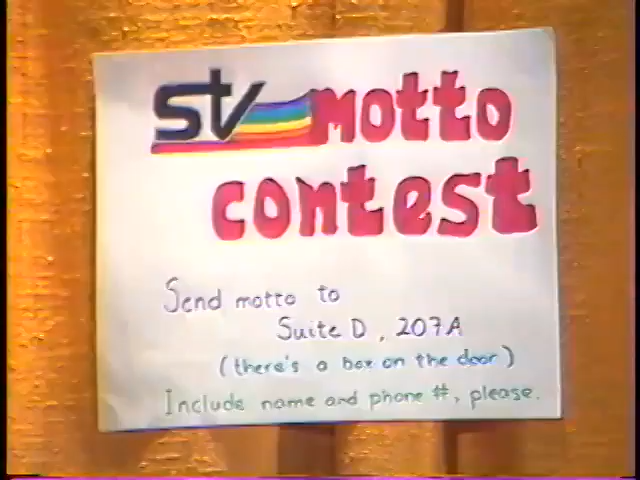 stv motto
contest
Send motto to
Suite D, 207A
(there's a box on the door)
Include name and phone #, please.